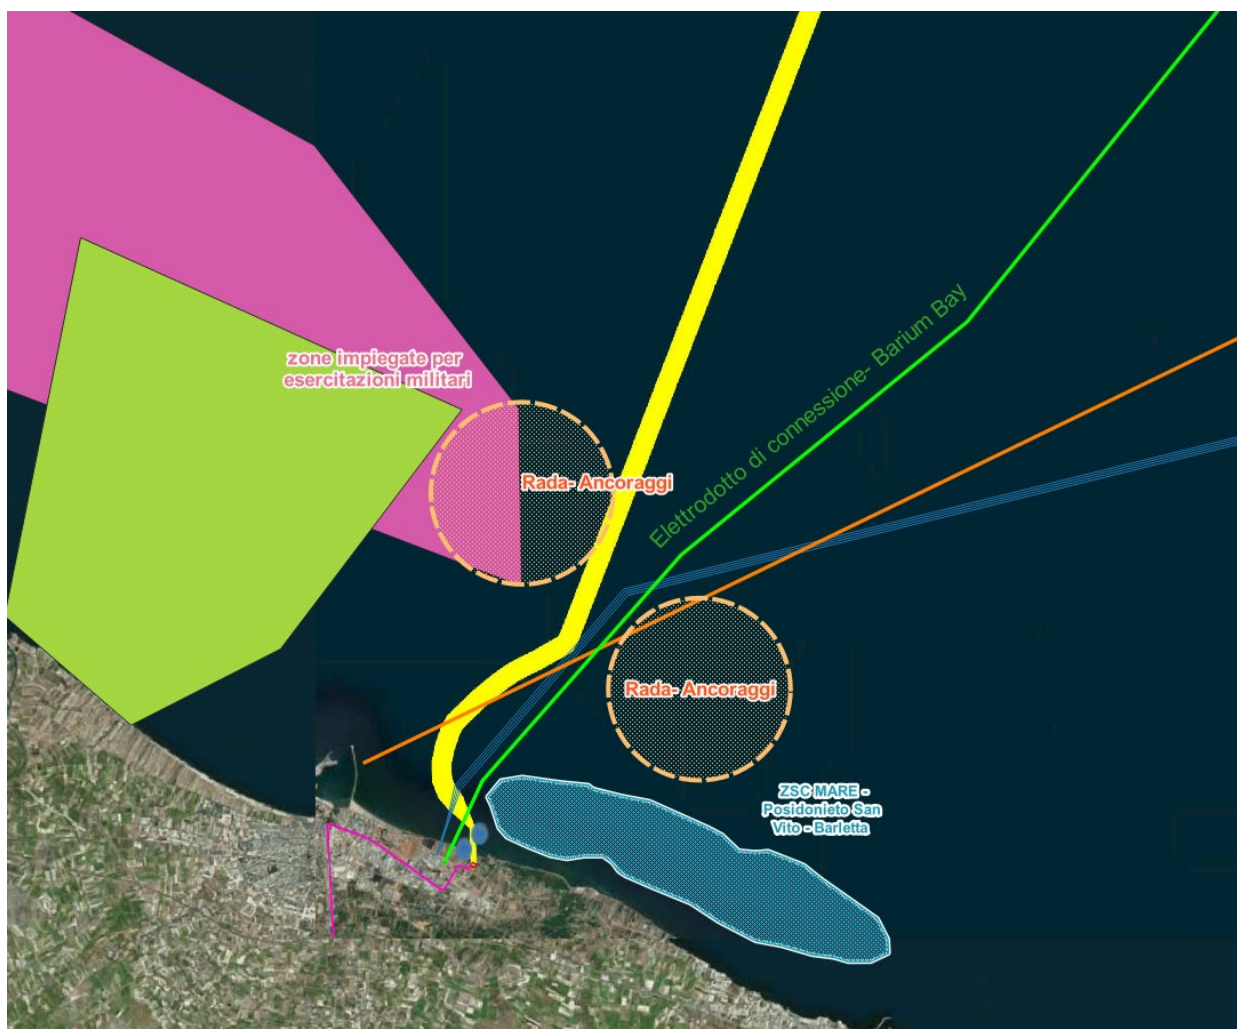 zone impiegate per
esercitazioni militari
Rada- Ancoraggi
Elettrodotto di connessione- Barium Bay
Rada- Ancoraggi
ZSC MARE -
Posidonieto San
Vito - Barletta